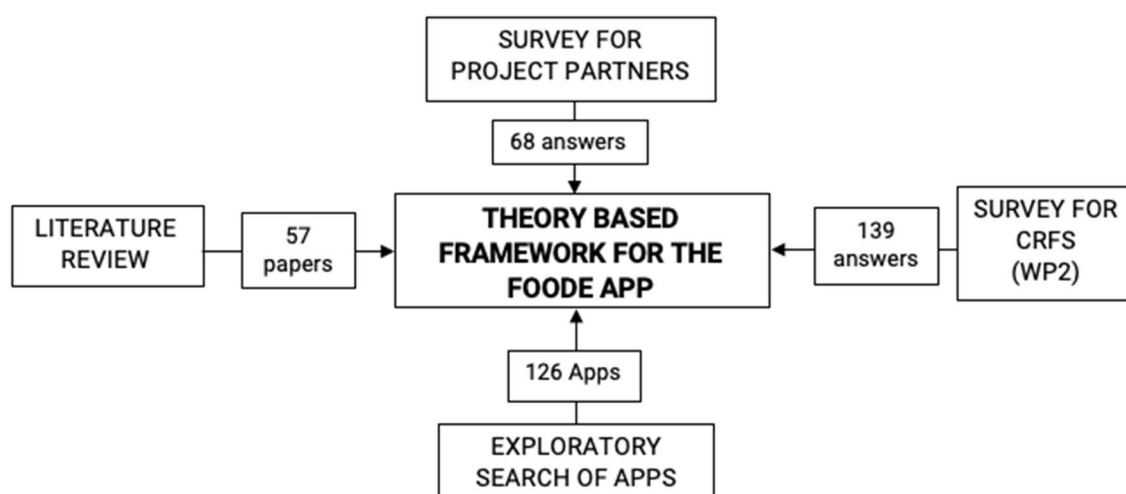 SURVEY FOR
PROJECT PARTNERS
68 answers
LITERATURE
REVIEW
57
papers
THEORY BASED
FRAMEWORK FOR THE
FOODE APP
139
answers
SURVEY FOR
CRFS
(WP2)
126 Apps
EXPLORATORY
SEARCH OF APPS